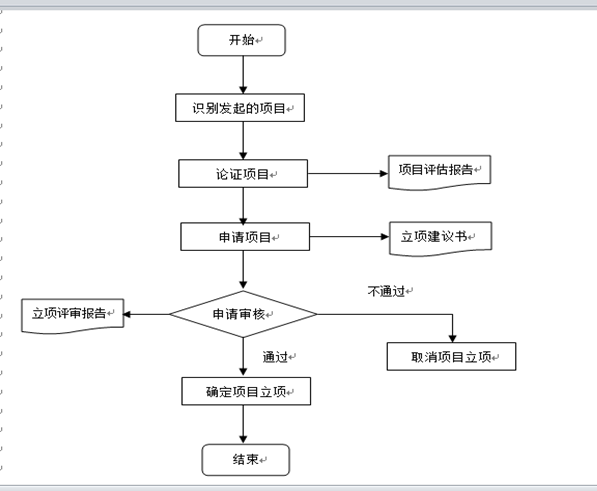 开始
识别发起的项目
论证项目
项目评估报告
申请项目
立项建议书
不通过
立项评审报告
申请审核
取消项目立项
通过
确定项目立项
结束